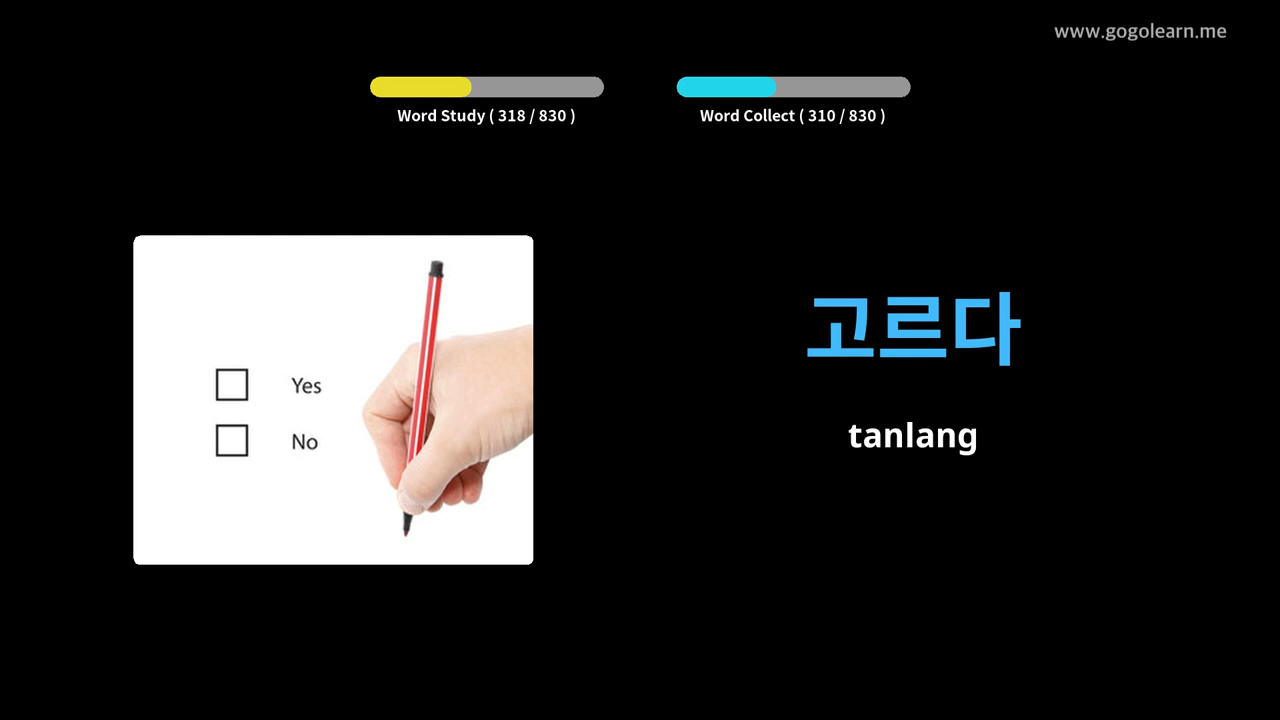 www.gogolearn.me
Word Study ( 318 / 830 )
Word Collect ( 310 / 830 )
Yes
No
고르다
tanlang